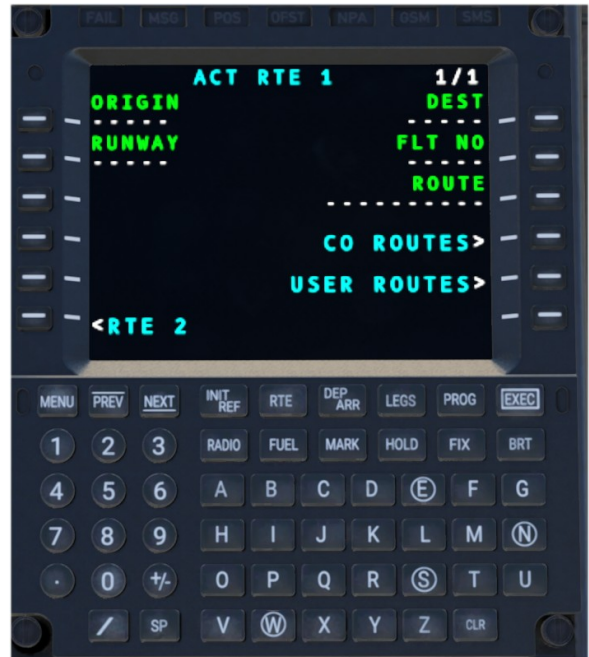 FAIL MSG POS OFST NPA GSM SMS
ACT RTE 1 1/1
ORIGIN DEST
----- -----
RUNWAY FLT NO
----- -----
ROUTE
----------
CO ROUTES>
USER ROUTES>
<RTE 2
MENU PREV NEXT INIT REF RTE DEP ARR LEGS PROG EXEC
1 2 3 RADIO FUEL MARK HOLD FIX BRT
4 5 6 A B C D E F G
7 8 9 H I J K L M N
. 0 +/- O P Q R S T U
/ SP V W X Y Z CLR